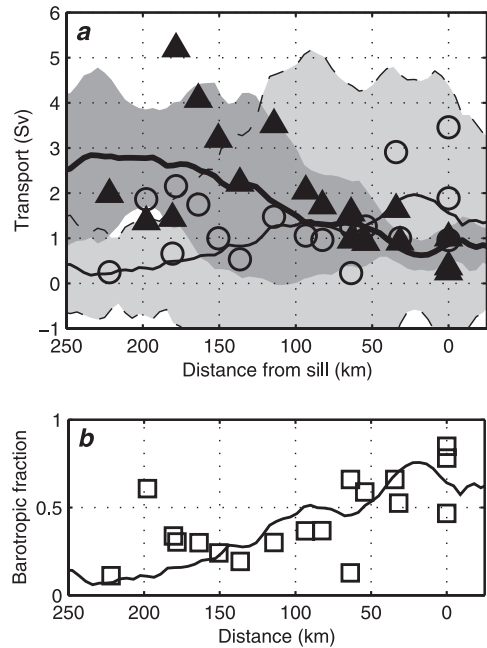 a
6
5
4
3
2
1
0
−1
Transport (Sv)
250 200 150 100 50 0
Distance from sill (km)
b
1
0.5
0
Barotropic fraction
250 200 150 100 50 0
Distance (km)